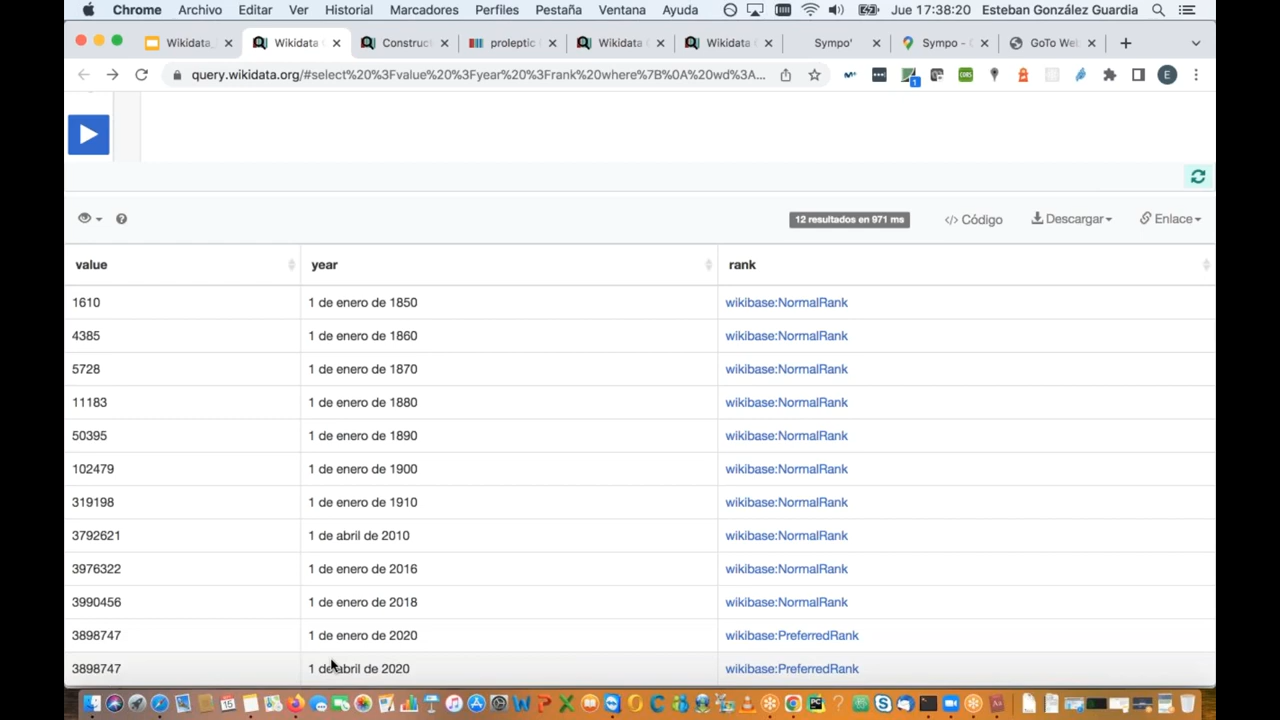 Chrome Archivo Editar Ver Historial Marcadores Perfiles Pestaña Ventana Ayuda Jue 17:38:20 Esteban González Guardia
Wikidata_ Wikidata Construc proleptic Wikidata Wikidata Sympo' Sympo - GoTo Web
query.wikidata.org/#select%20%3Fvalue%20%3Fyear%20%3Frank%20where%7B%0A%20wd%3A... 1 E
12 resultados en 971 ms </> Código Descargar Enlace
value year rank
1610 1 de enero de 1850 wikibase:NormalRank
4385 1 de enero de 1860 wikibase:NormalRank
5728 1 de enero de 1870 wikibase:NormalRank
11183 1 de enero de 1880 wikibase:NormalRank
50395 1 de enero de 1890 wikibase:NormalRank
102479 1 de enero de 1900 wikibase:NormalRank
319198 1 de enero de 1910 wikibase:NormalRank
3792621 1 de abril de 2010 wikibase:NormalRank
3976322 1 de enero de 2016 wikibase:NormalRank
3990456 1 de enero de 2018 wikibase:NormalRank
3898747 1 de enero de 2020 wikibase:PreferredRank
3898747 1 de abril de 2020 wikibase:PreferredRank